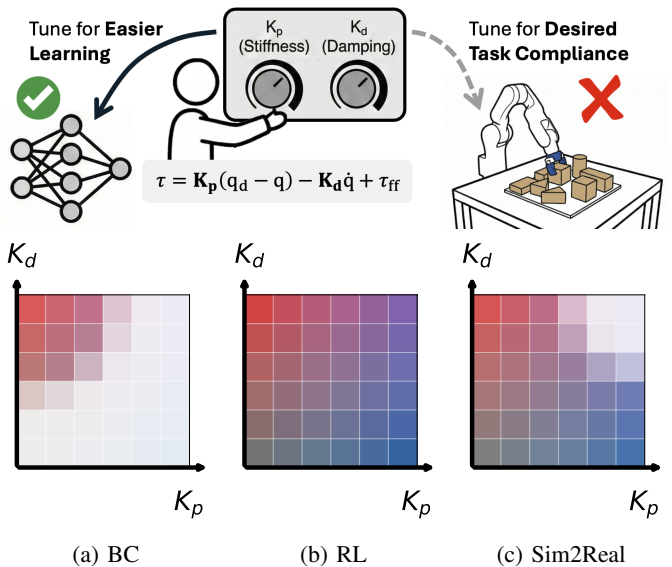 Tune for Easier
Learning
K_p
(Stiffness)
K_d
(Damping)
Tune for Desired
Task Compliance
τ = K_p(q_d − q) − K_d q̇ + τ_ff
K_d
K_p
K_d
K_p
K_d
K_p
(a) BC
(b) RL
(c) Sim2Real